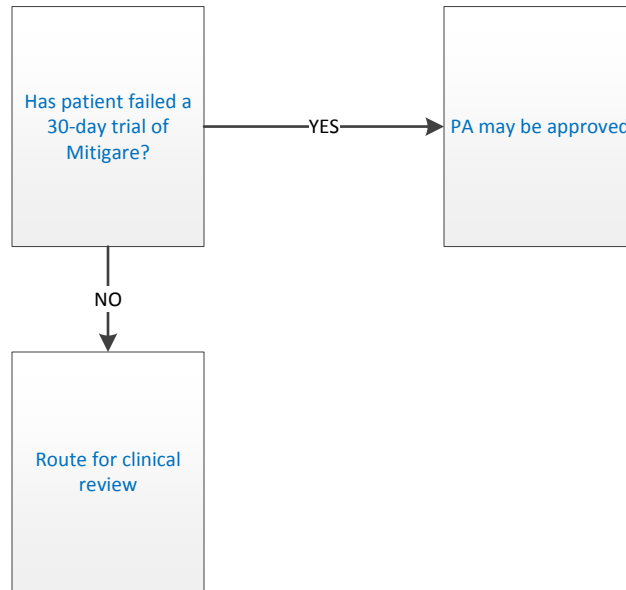 Has patient failed a
30-day trial of
Mitigare?
YES
PA may be approved
NO
Route for clinical
review